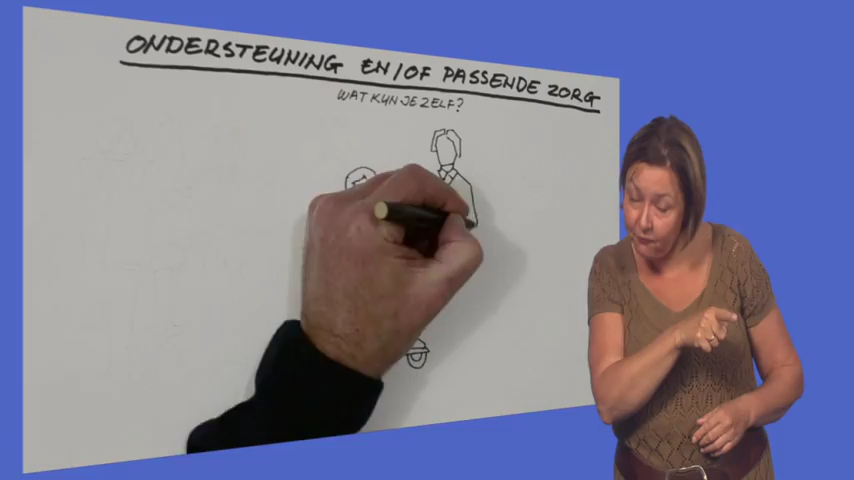 ONDERSTEUNING EN/OF PASSENDE ZORG
WAT KUN JE ZELF?